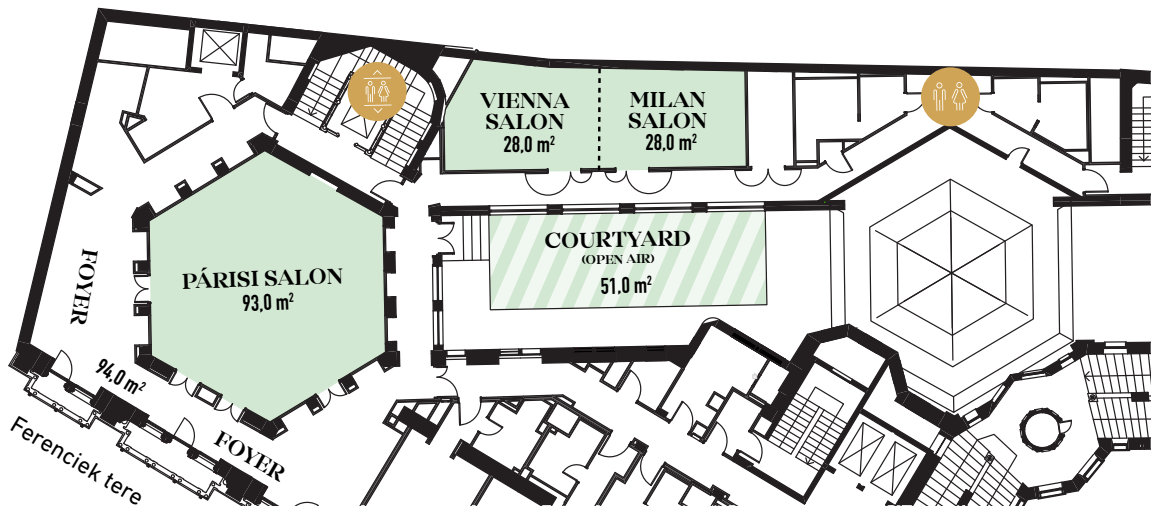 VIENNA
SALON
28,0 m²
MILAN
SALON
28,0 m²
COURTYARD
(OPEN AIR)
51,0 m²
PÁRISI SALON
93,0 m²
FOYER
94,0 m²
FOYER
Ferenciek tere